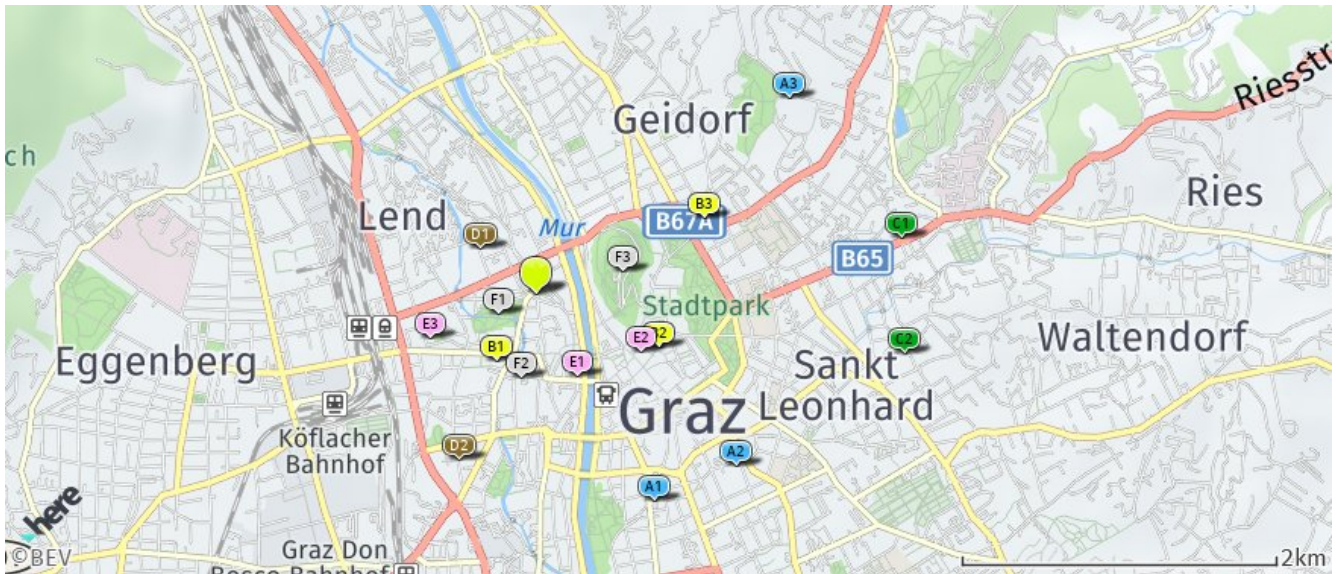 A3
Geidorf
Riesstr
ch
B3
Ries
Lend
Mur
B67A
C1
D1
B65
F3
F1
Stadtpark
E3
E2
B2
C2
Waltendorf
B1
Eggenberg
F2
E1
Sankt
Leonhard
Graz
Köflacher
Bahnhof
D2
A2
A1
here
©BEV
Graz Don
Bosco Bahnhof
2km